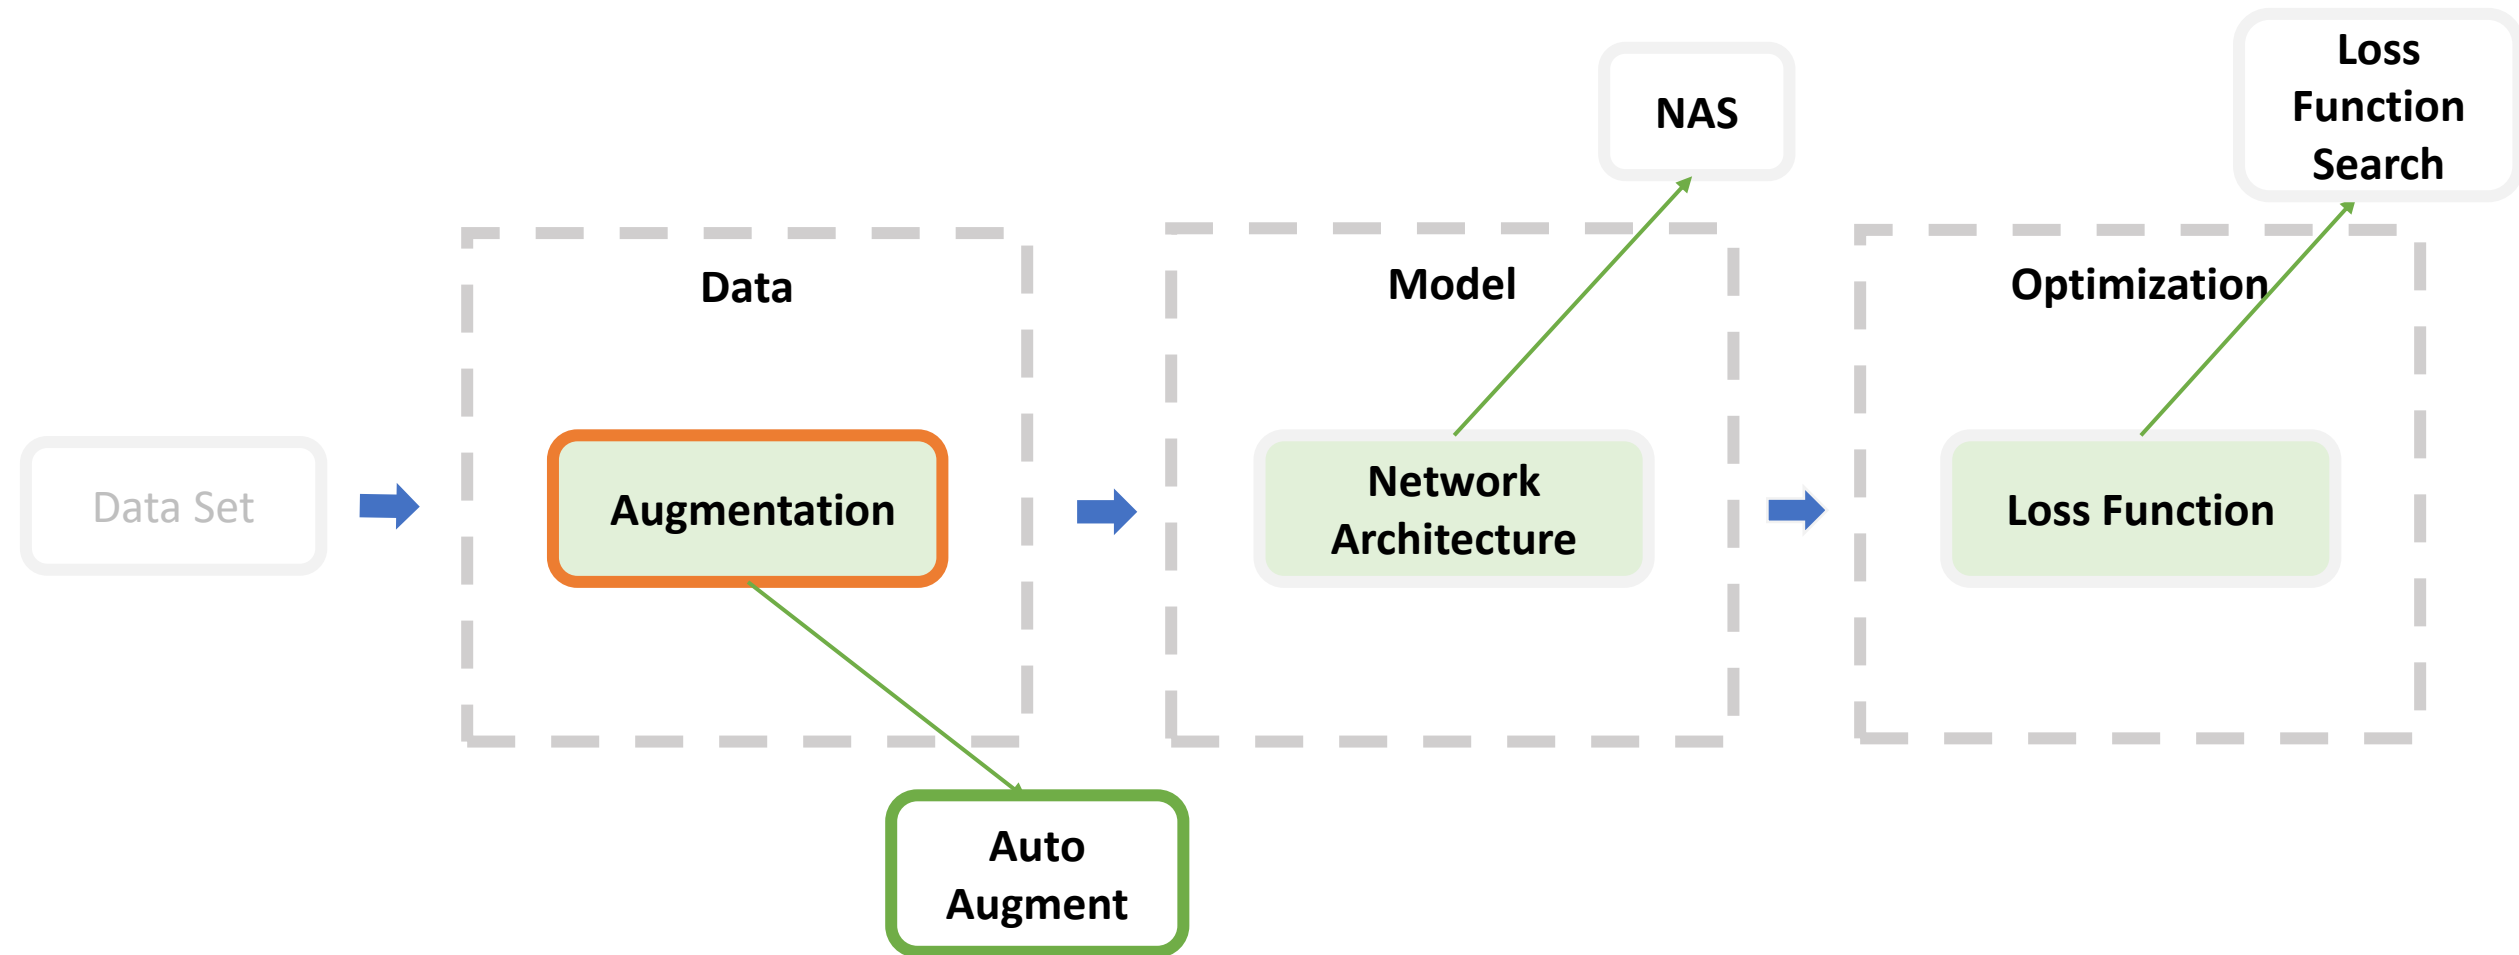 NAS
Loss
Function
Search
Data
Model
Optimization
Data Set
Augmentation
Network
Architecture
Loss Function
Auto
Augment